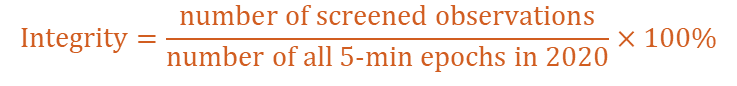 Integrity = number of screened observations / number of all 5-min epochs in 2020 × 100%